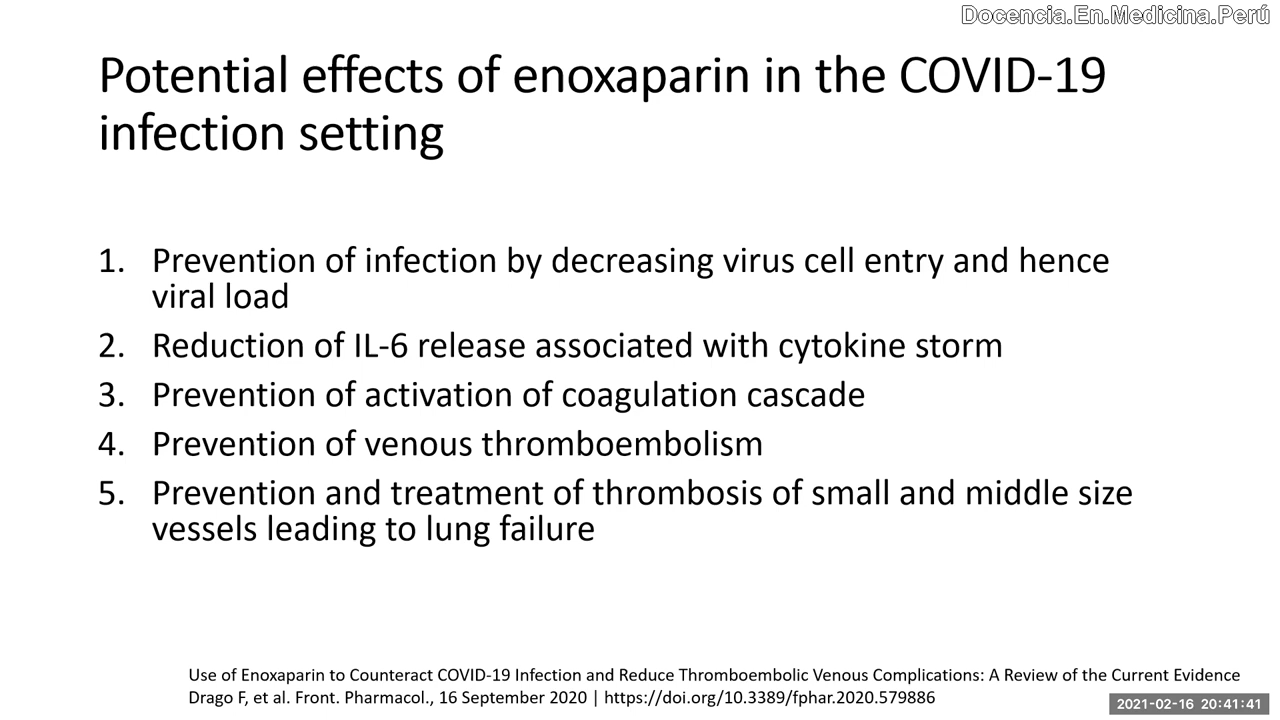 Docencia.En.Medicina.Perú
Potential effects of enoxaparin in the COVID-19
infection setting
1. Prevention of infection by decreasing virus cell entry and hence
viral load
2. Reduction of IL-6 release associated with cytokine storm
3. Prevention of activation of coagulation cascade
4. Prevention of venous thromboembolism
5. Prevention and treatment of thrombosis of small and middle size
vessels leading to lung failure
Use of Enoxaparin to Counteract COVID-19 Infection and Reduce Thromboembolic Venous Complications: A Review of the Current Evidence
Drago F, et al. Front. Pharmacol., 16 September 2020 | https://doi.org/10.3389/fphar.2020.579886
2021-02-16 20:41:41